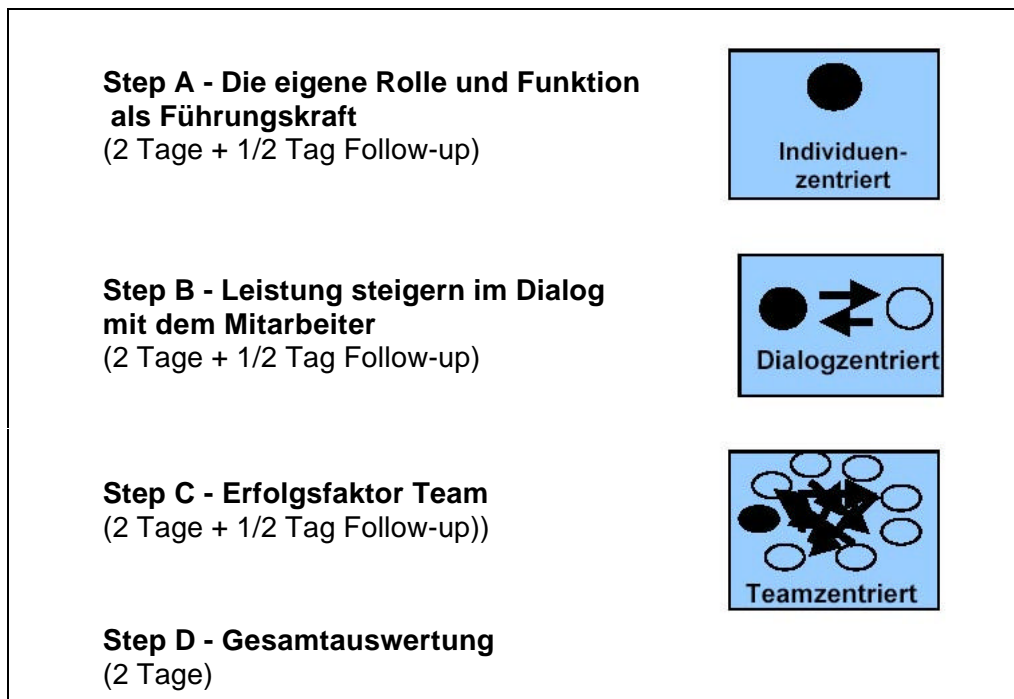 Step A - Die eigene Rolle und Funktion
als Führungskraft
(2 Tage + 1/2 Tag Follow-up)
Individuen-
zentriert
Step B - Leistung steigern im Dialog
mit dem Mitarbeiter
(2 Tage + 1/2 Tag Follow-up)
Dialogzentriert
Step C - Erfolgsfaktor Team
(2 Tage + 1/2 Tag Follow-up))
Teamzentriert
Step D - Gesamtauswertung
(2 Tage)